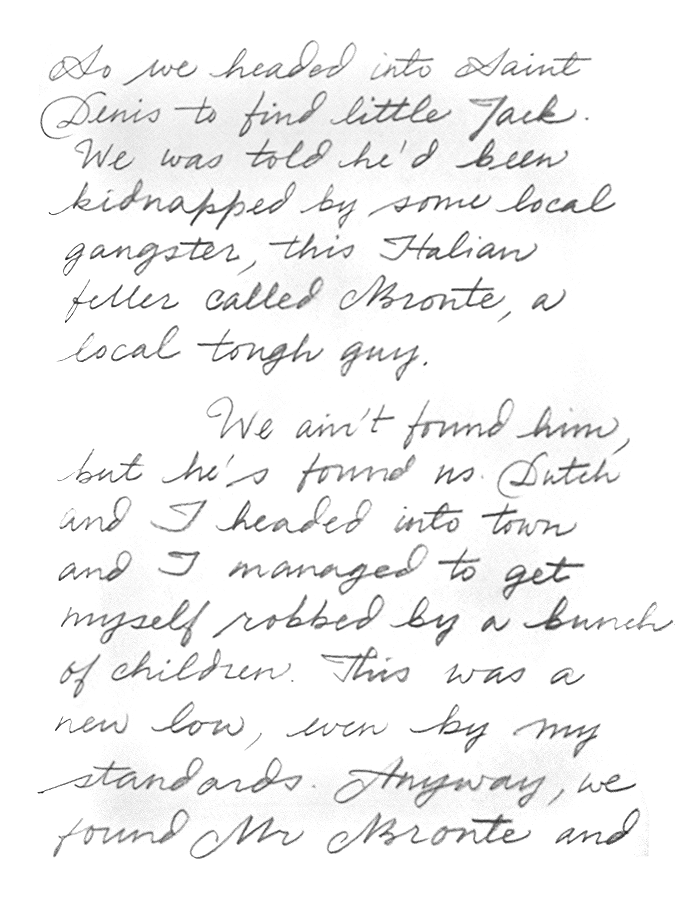 So we headed into Saint
Denis to find little Jack.
We was told he'd been
kidnapped by some local
gangster, this Italian
feller called Bronte, a
local tough guy.
We ain't found him,
but he's found us. Dutch
and I headed into town
and I managed to get
myself robbed by a bunch
of children. This was a
new low, even by my
standards. Anyway, we
found Mr Bronte and